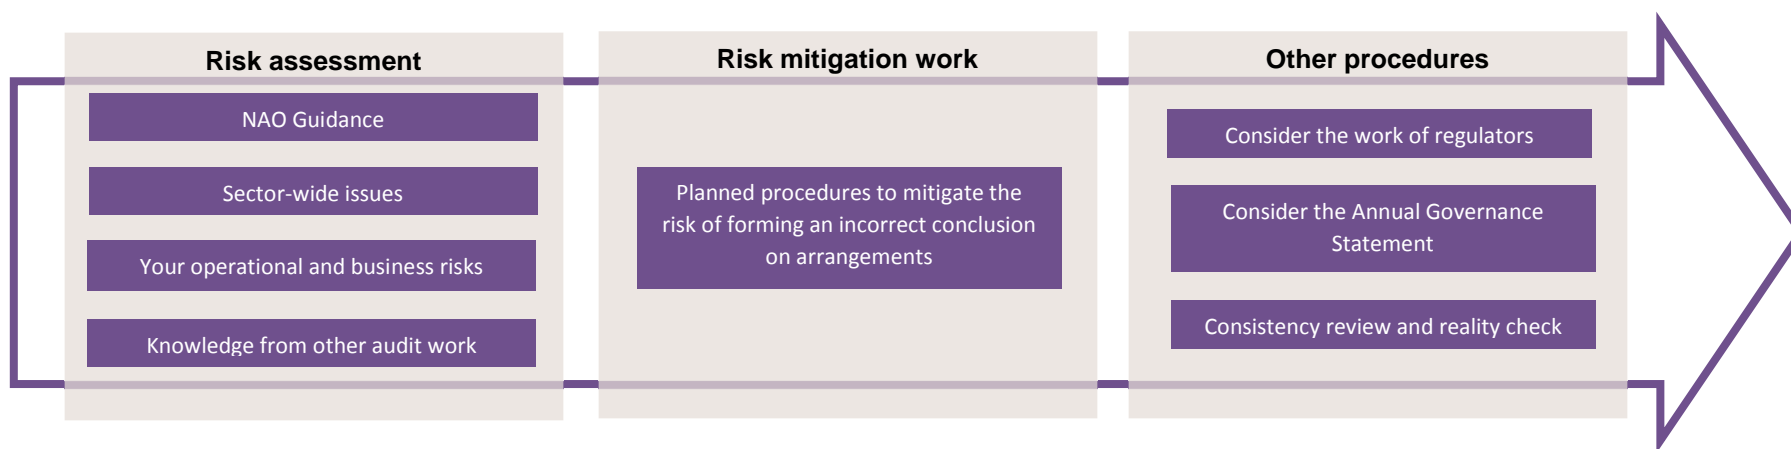 Risk assessment
NAO Guidance
Sector-wide issues
Your operational and business risks
Knowledge from other audit work
Risk mitigation work
Planned procedures to mitigate the
risk of forming an incorrect conclusion
on arrangements
Other procedures
Consider the work of regulators
Consider the Annual Governance
Statement
Consistency review and reality check